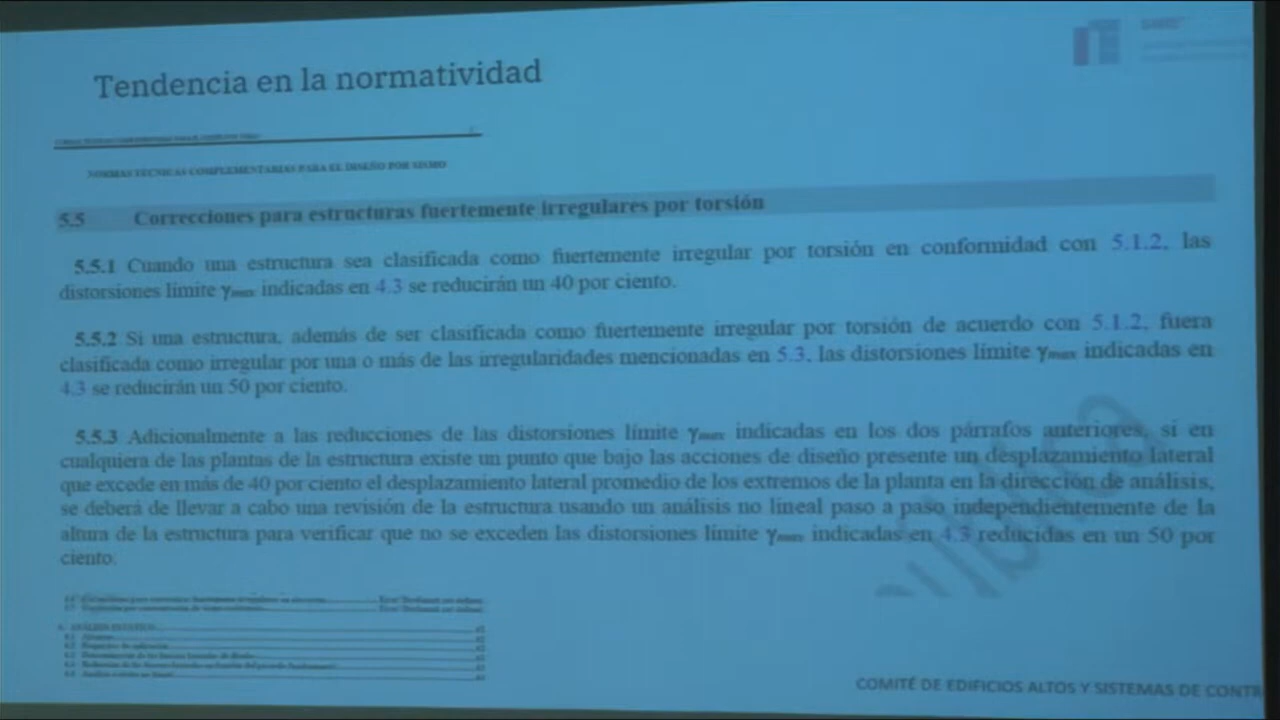 Tendencia en la normatividad
NORMAS TÉCNICAS COMPLEMENTARIAS PARA EL DISEÑO POR SISMO
5.5 Correcciones para estructuras fuertemente irregulares por torsión
5.5.1 Cuando una estructura sea clasificada como fuertemente irregular por torsión en conformidad con 5.1.2, las
distorsiones límite γmax indicadas en 4.3 se reducirán un 40 por ciento.
5.5.2 Si una estructura, además de ser clasificada como fuertemente irregular por torsión de acuerdo con 5.1.2, fuera
clasificada como irregular por una o más de las irregularidades mencionadas en 5.3, las distorsiones límite γmax indicadas en
4.3 se reducirán un 50 por ciento.
5.5.3 Adicionalmente a las reducciones de las distorsiones límite γmax indicadas en los dos párrafos anteriores, si en
cualquiera de las plantas de la estructura existe un punto que bajo las acciones de diseño presente un desplazamiento lateral
que excede en más de 40 por ciento el desplazamiento lateral promedio de los extremos de la planta en la dirección de análisis,
se deberá de llevar a cabo una revisión de la estructura usando un análisis no lineal paso a paso independientemente de la
altura de la estructura para verificar que no se exceden las distorsiones límite γmax indicadas en 4.3 reducidas en un 50 por
ciento.
COMITÉ DE EDIFICIOS ALTOS Y SISTEMAS DE CONTR